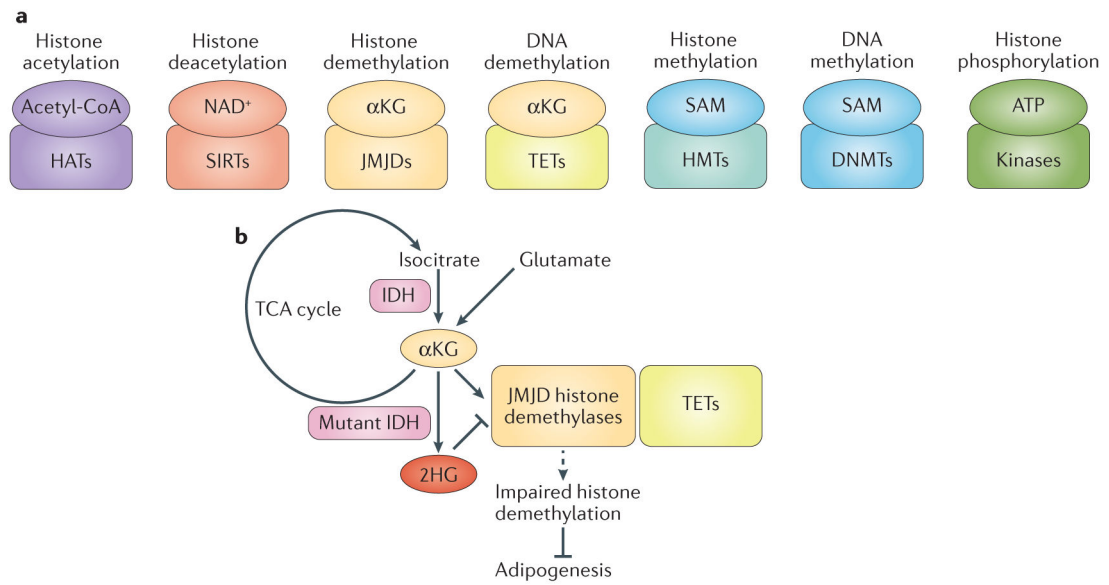 a
Histone
acetylation
Acetyl-CoA
HATs
Histone
deacetylation
NAD⁺
SIRTs
Histone
demethylation
αKG
JMJDs
DNA
demethylation
αKG
TETs
Histone
methylation
SAM
HMTs
DNA
methylation
SAM
DNMTs
Histone
phosphorylation
ATP
Kinases
b
Isocitrate
Glutamate
IDH
TCA cycle
αKG
JMJD histone
demethylases
TETs
Mutant IDH
2HG
Impaired histone
demethylation
Adipogenesis